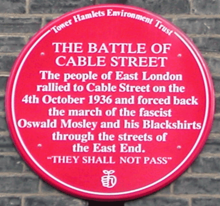 Tower Hamlets Environment Trust
THE BATTLE OF
CABLE STREET
The people of East London
rallied to Cable Street on the
4th October 1936 and forced back
the march of the fascist
Oswald Mosley and his Blackshirts
through the streets of
the East End.
"THEY SHALL NOT PASS"